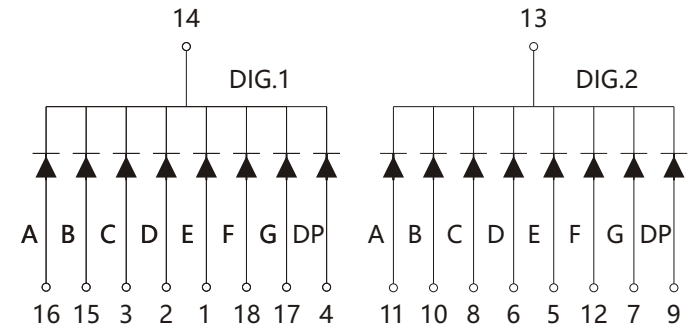 14 13
DIG.1 DIG.2
A B C D E F G DP A B C D E F G DP
16 15 3 2 1 18 17 4 11 10 8 6 5 12 7 9